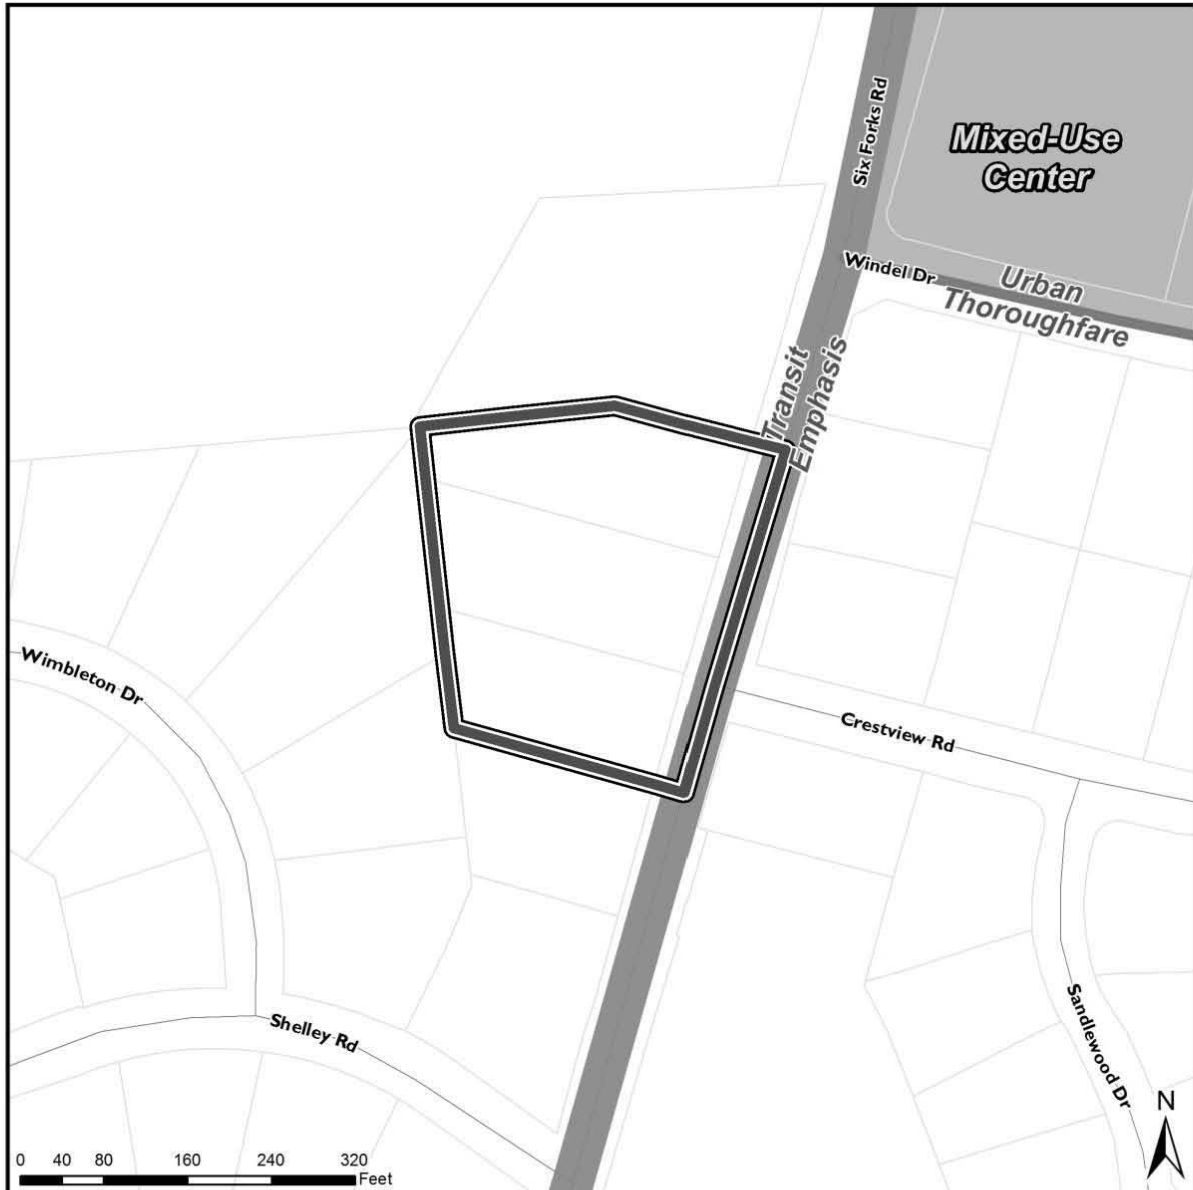 Six Forks Rd
Mixed-Use
Center
Windel Dr
Urban
Thoroughfare
Transit
Emphasis
Wimbleton Dr
Crestview Rd
Shelley Rd
Sandlewood Dr
N
0 40 80 160 240 320
Feet